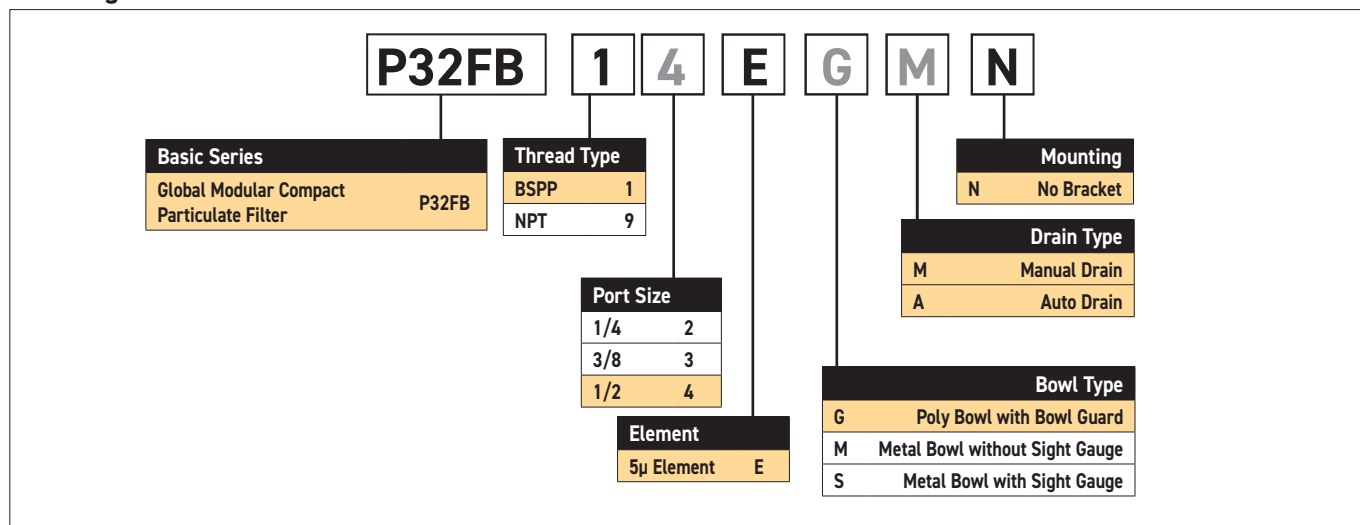 P32FB 1 4 E G M N
Basic Series
Global Modular Compact
Particulate Filter P32FB
Thread Type
BSPP 1
NPT 9
Mounting
N No Bracket
Drain Type
M Manual Drain
A Auto Drain
Port Size
1/4 2
3/8 3
1/2 4
Bowl Type
G Poly Bowl with Bowl Guard
M Metal Bowl without Sight Gauge
S Metal Bowl with Sight Gauge
Element
5μ Element E